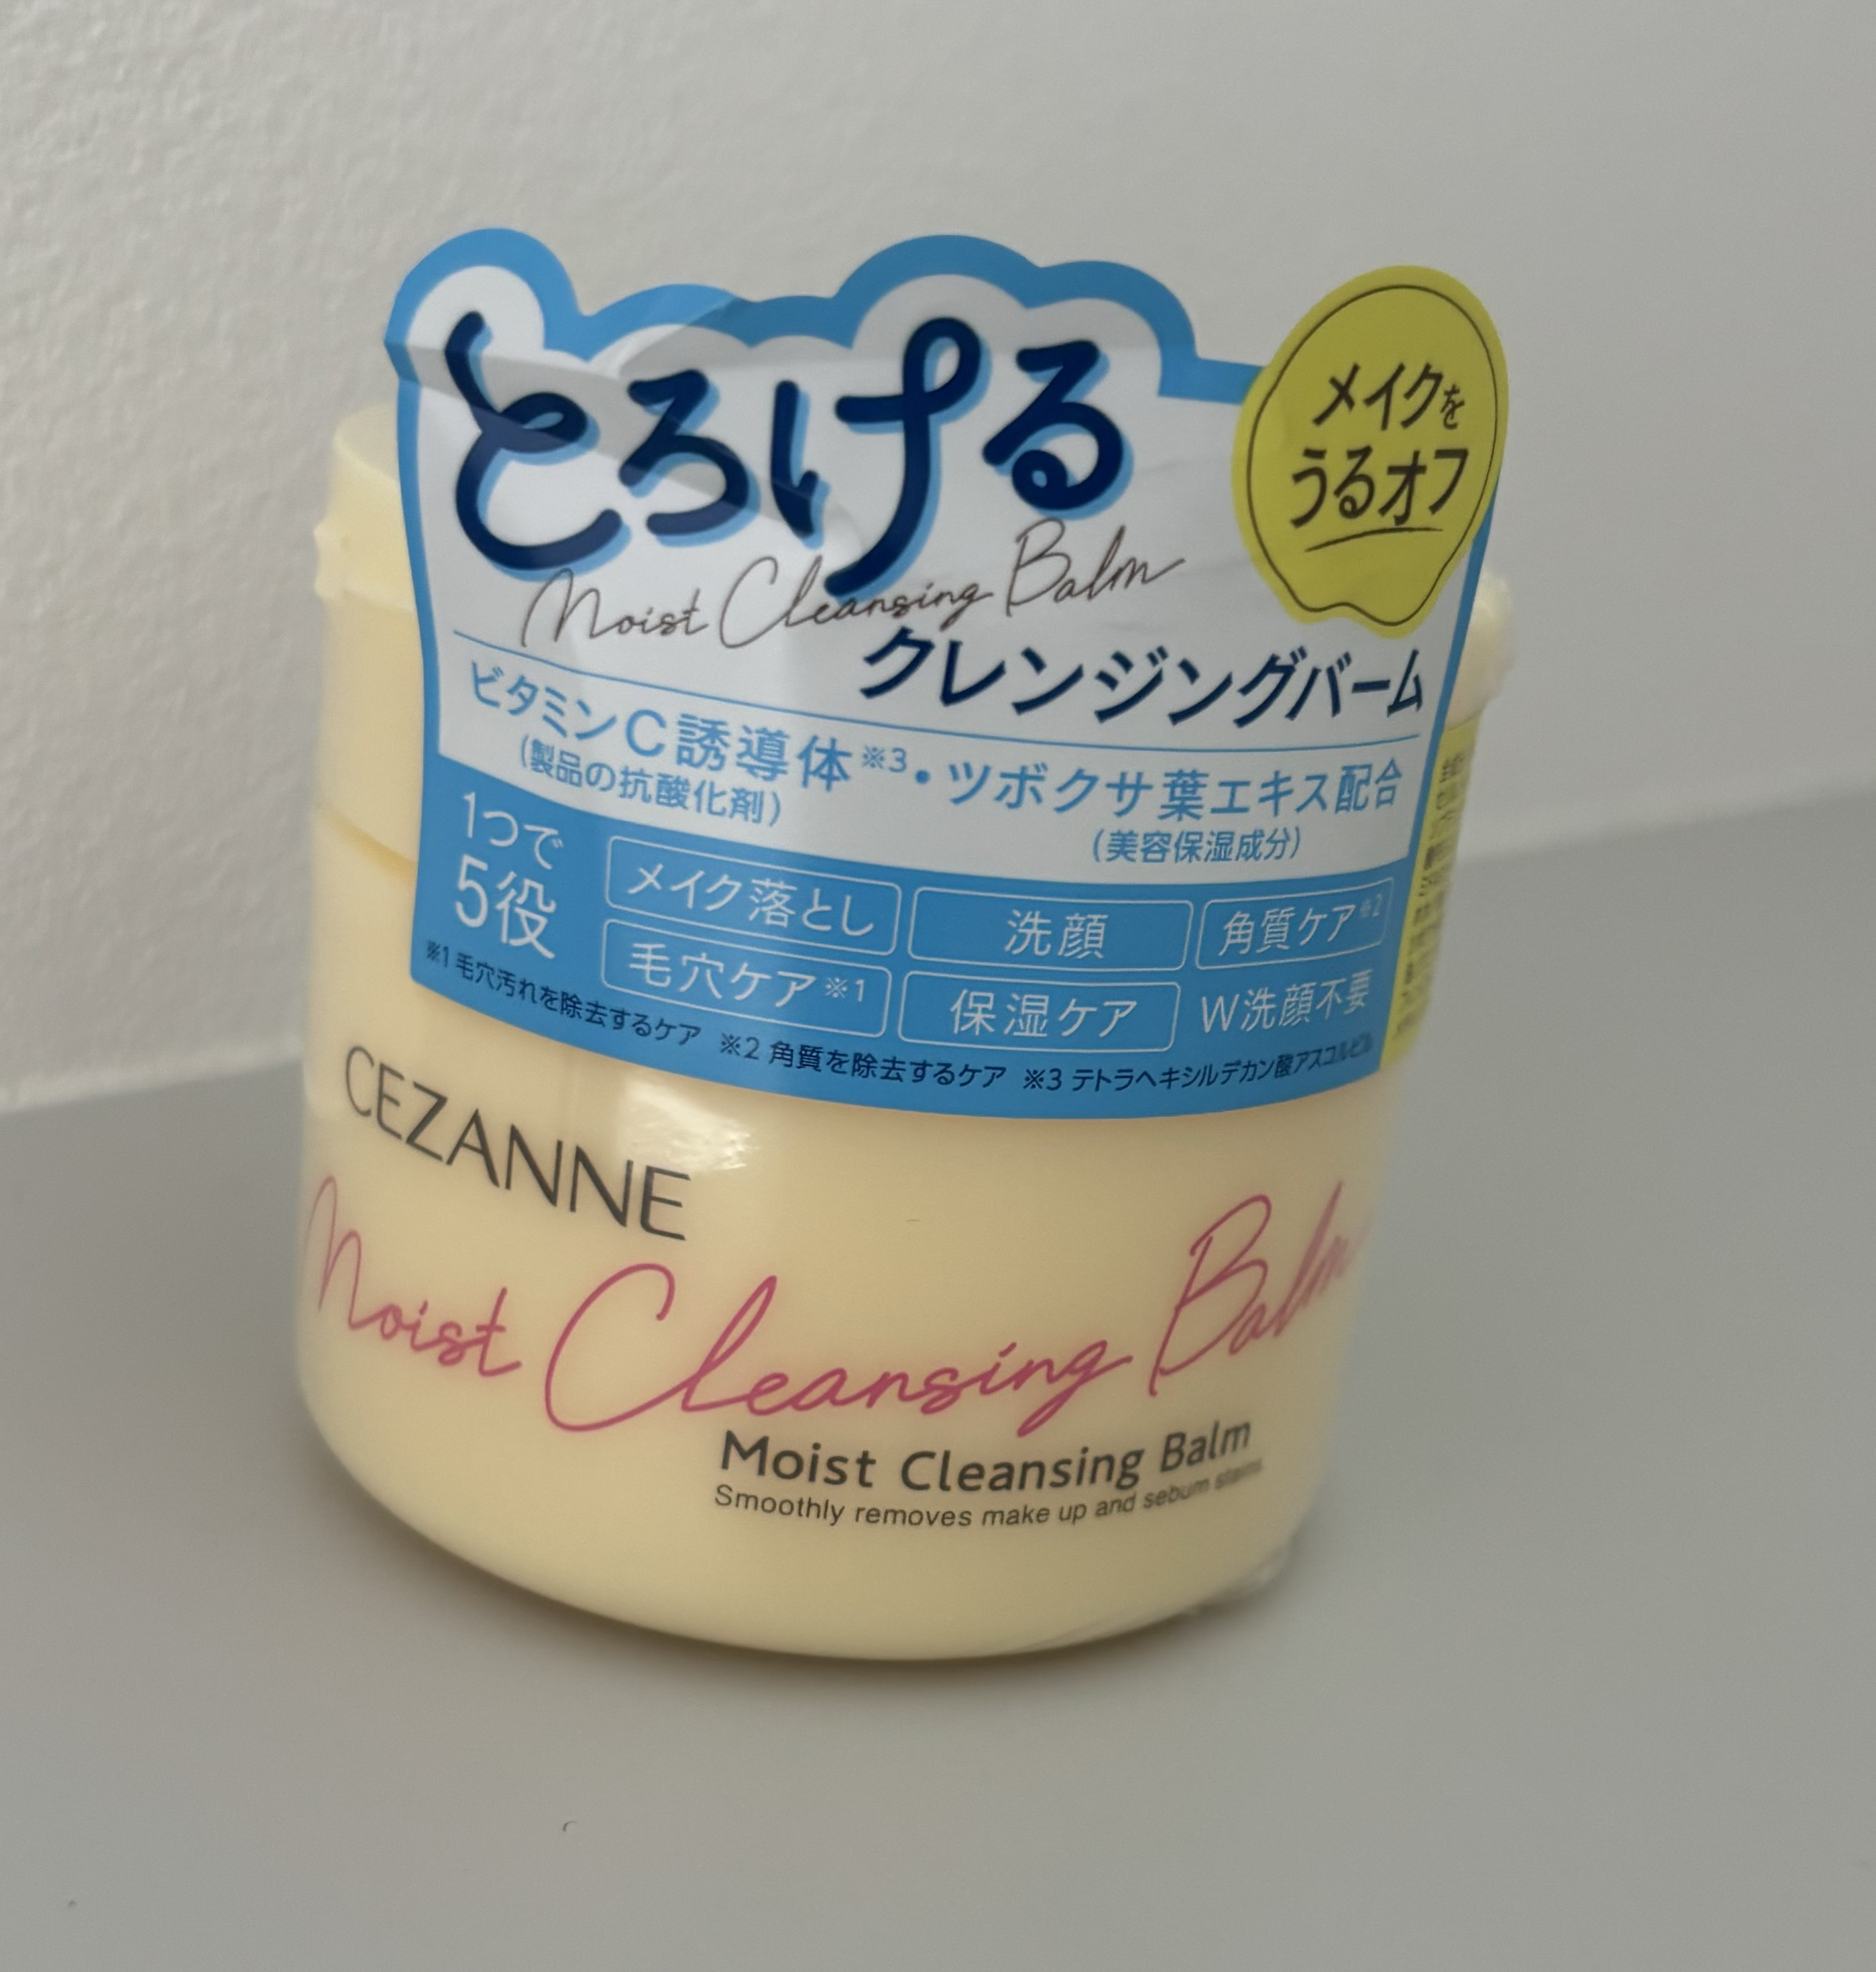 とろける
メイクを
うるオフ
Moist Cleansing Balm
クレンジングバーム
ビタミンC誘導体※3・ツボクサ葉エキス配合
(製品の抗酸化剤)
(美容保湿成分)
1つで
5役
メイク落とし 洗顔 角質ケア※2
毛穴ケア※1 保湿ケア W洗顔不要
※1 毛穴汚れを除去するケア ※2 角質を除去するケア ※3 テトラヘキシルデカン酸アスコルビル
CEZANNE
Moist Cleansing Balm
Moist Cleansing Balm
Smoothly removes make up and sebum stains